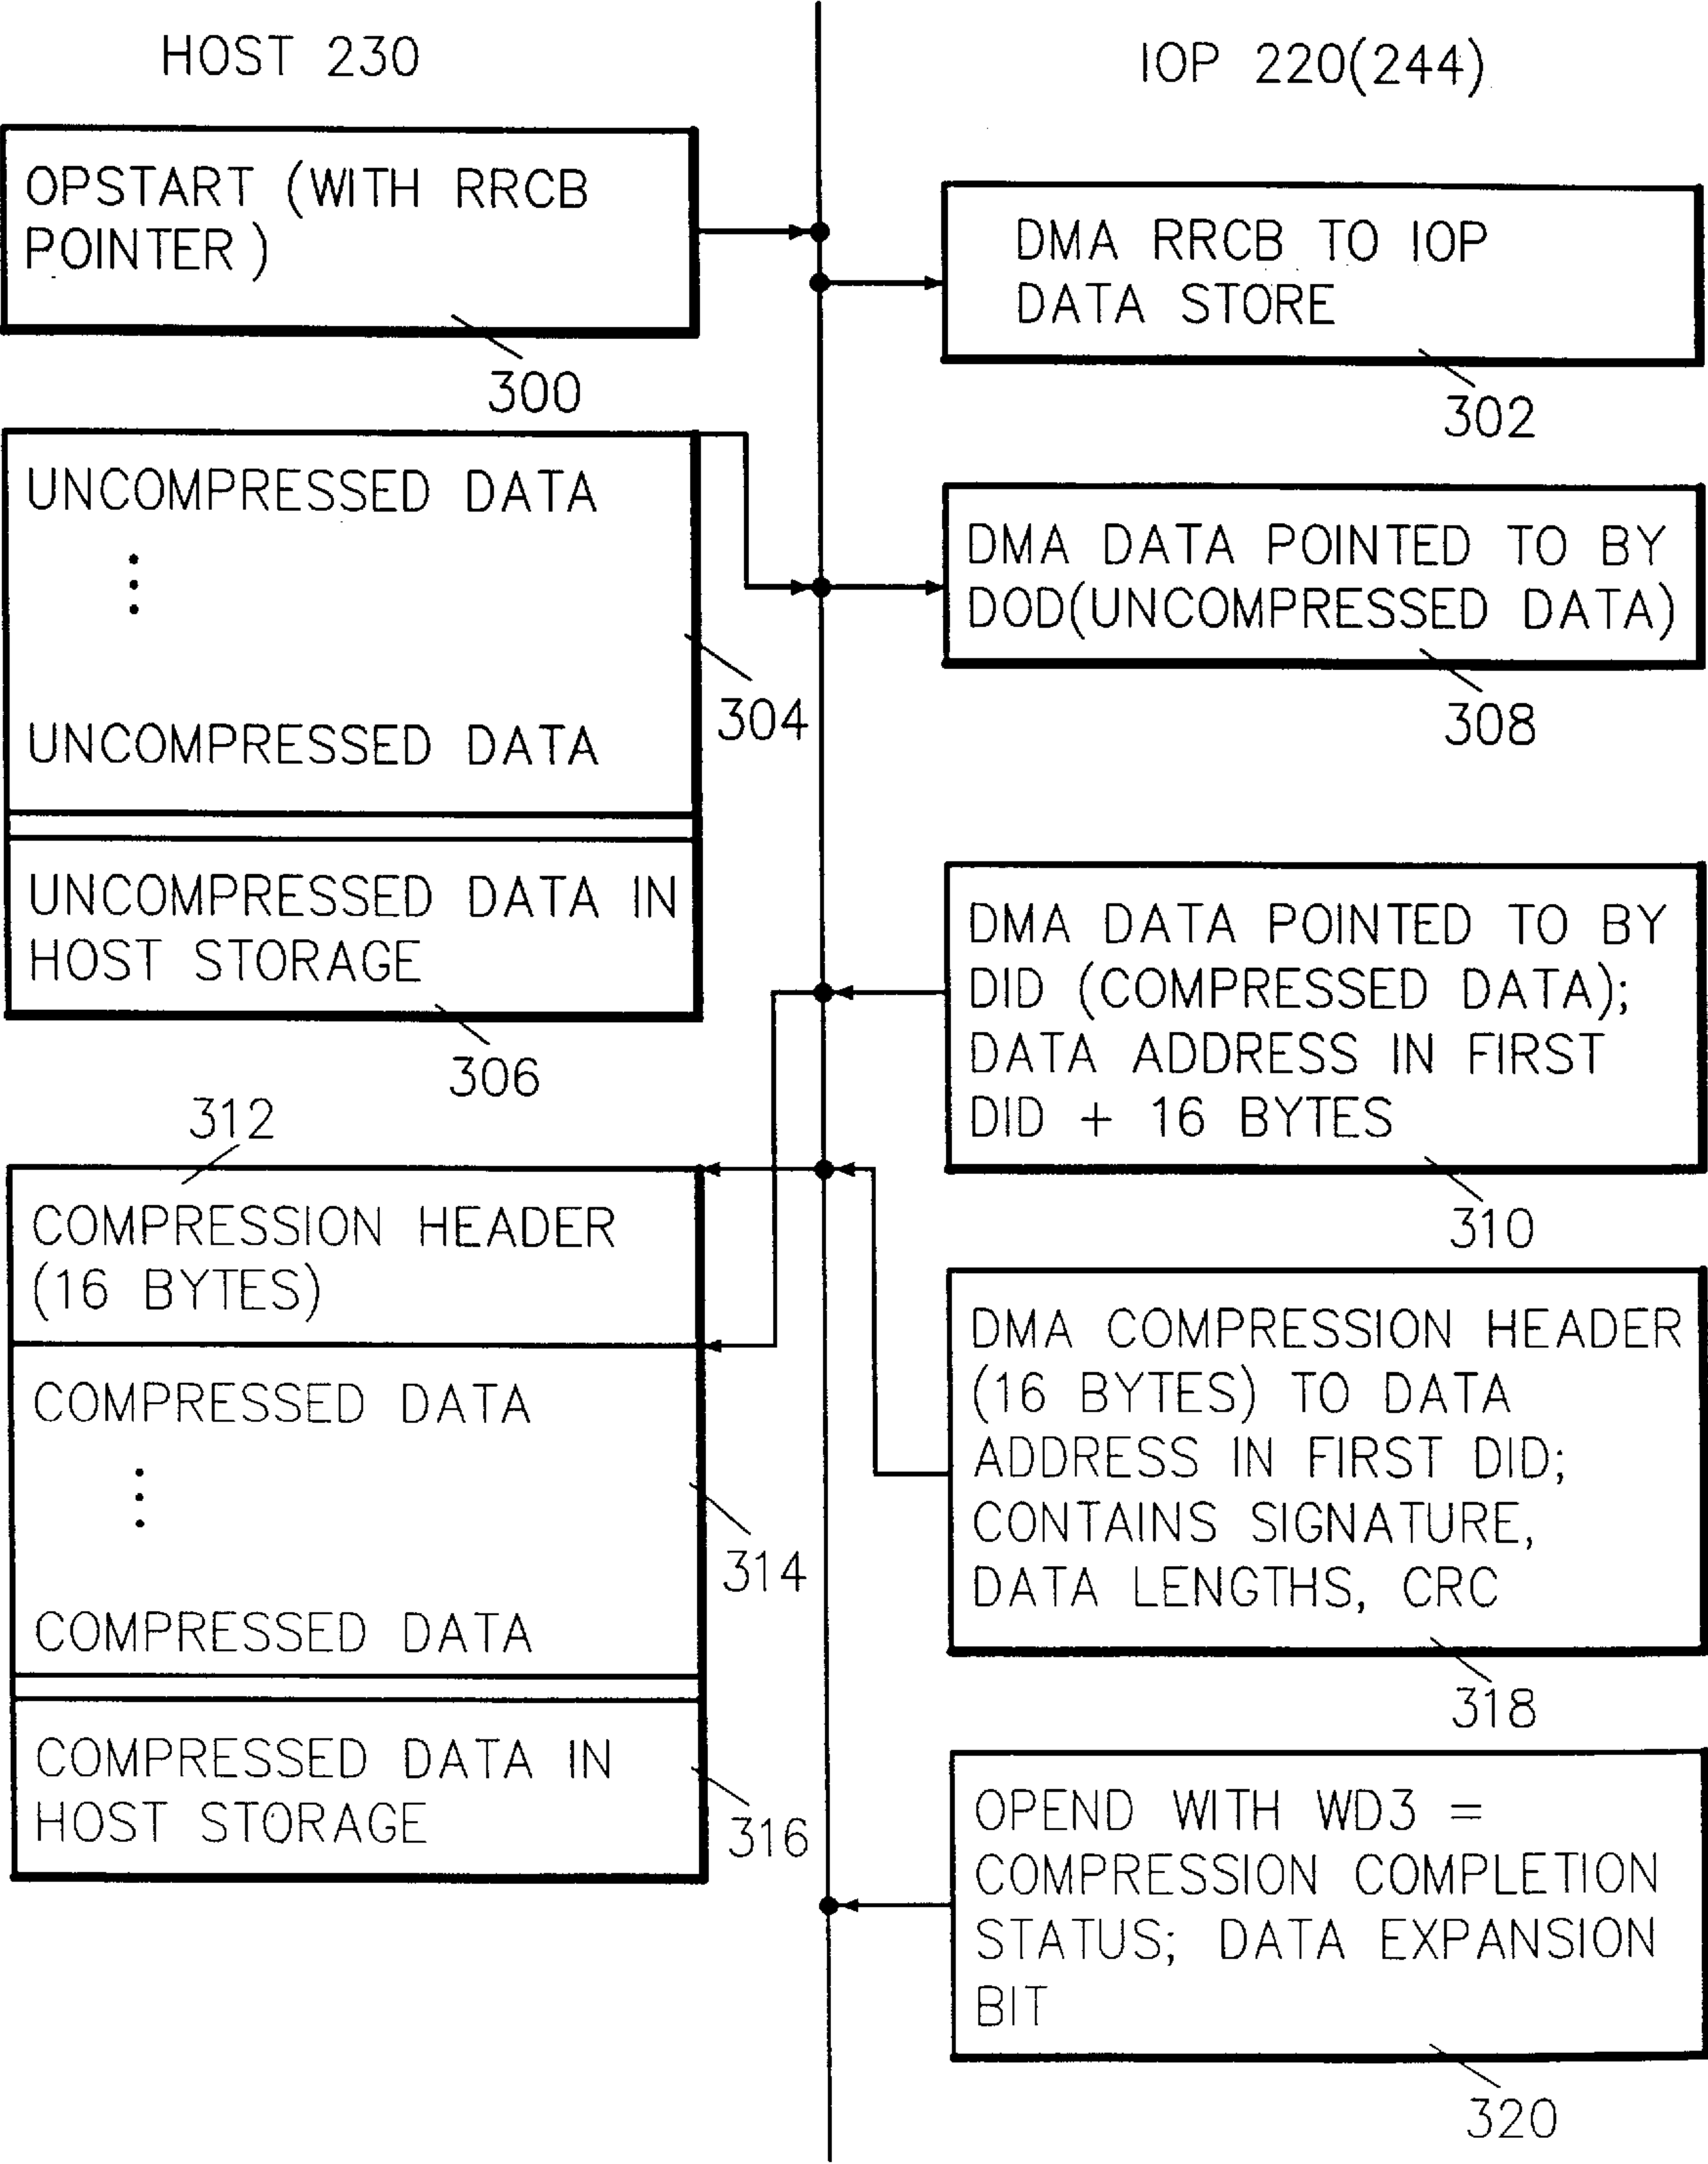 HOST 230
IOP 220(244)
OPSTART (WITH RRCB
POINTER)
300
DMA RRCB TO IOP
DATA STORE
302
UNCOMPRESSED DATA
UNCOMPRESSED DATA
304
DMA DATA POINTED TO BY
DOD(UNCOMPRESSED DATA)
308
UNCOMPRESSED DATA IN
HOST STORAGE
306
DMA DATA POINTED TO BY
DID (COMPRESSED DATA);
DATA ADDRESS IN FIRST
DID + 16 BYTES
310
312
COMPRESSION HEADER
(16 BYTES)
COMPRESSED DATA
COMPRESSED DATA
314
DMA COMPRESSION HEADER
(16 BYTES) TO DATA
ADDRESS IN FIRST DID;
CONTAINS SIGNATURE,
DATA LENGTHS, CRC
318
COMPRESSED DATA IN
HOST STORAGE
316
OPEND WITH WD3 =
COMPRESSION COMPLETION
STATUS; DATA EXPANSION
BIT
320